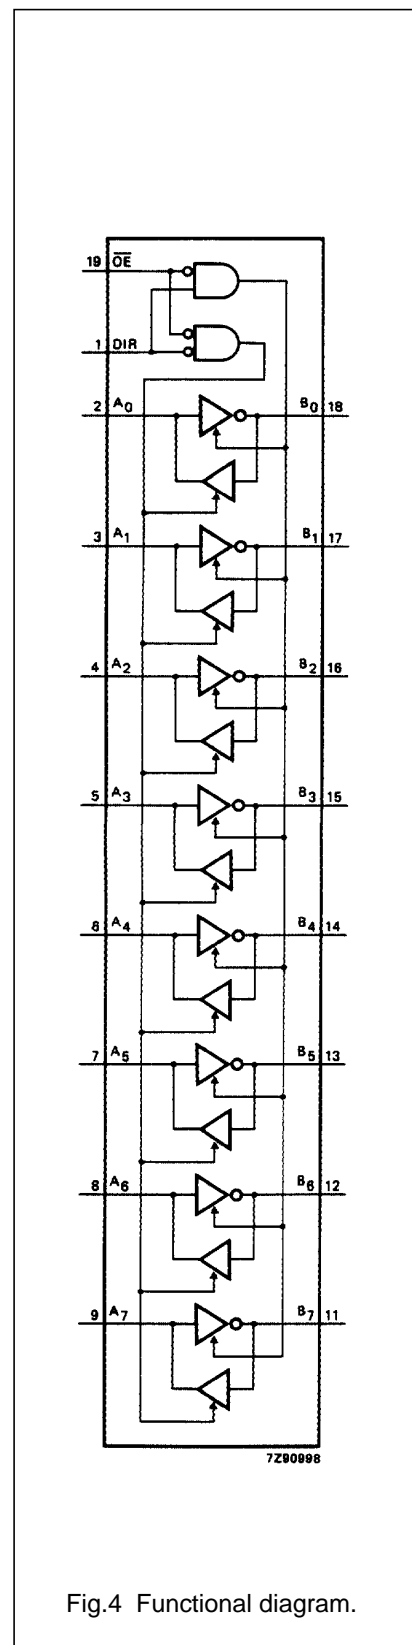 19 O̅E̅
1 DIR
2 A0 B0 18
3 A1 B1 17
4 A2 B2 16
5 A3 B3 15
8 A4 B4 14
7 A5 B5 13
8 A6 B6 12
9 A7 B7 11
7Z90998
Fig.4 Functional diagram.